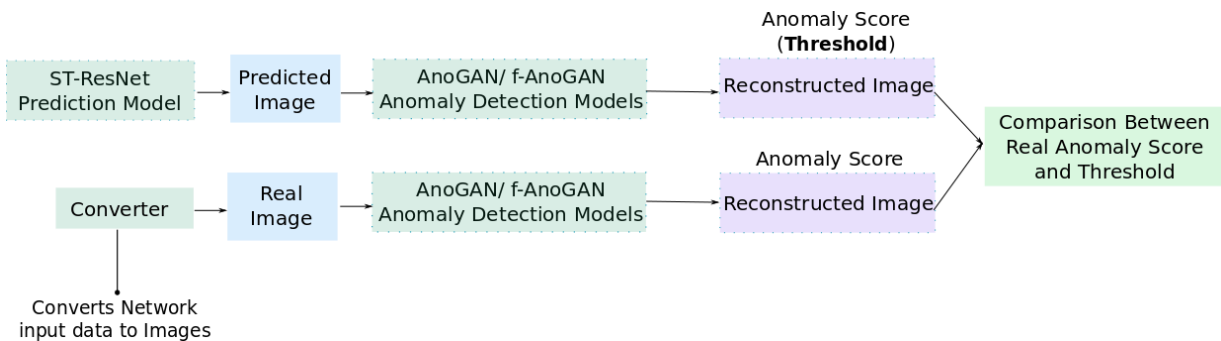 Anomaly Score
(Threshold)
ST-ResNet
Prediction Model
Predicted
Image
AnoGAN/ f-AnoGAN
Anomaly Detection Models
Reconstructed Image
Comparison Between
Real Anomaly Score
and Threshold
Anomaly Score
Converter
Real
Image
AnoGAN/ f-AnoGAN
Anomaly Detection Models
Reconstructed Image
Converts Network
input data to Images